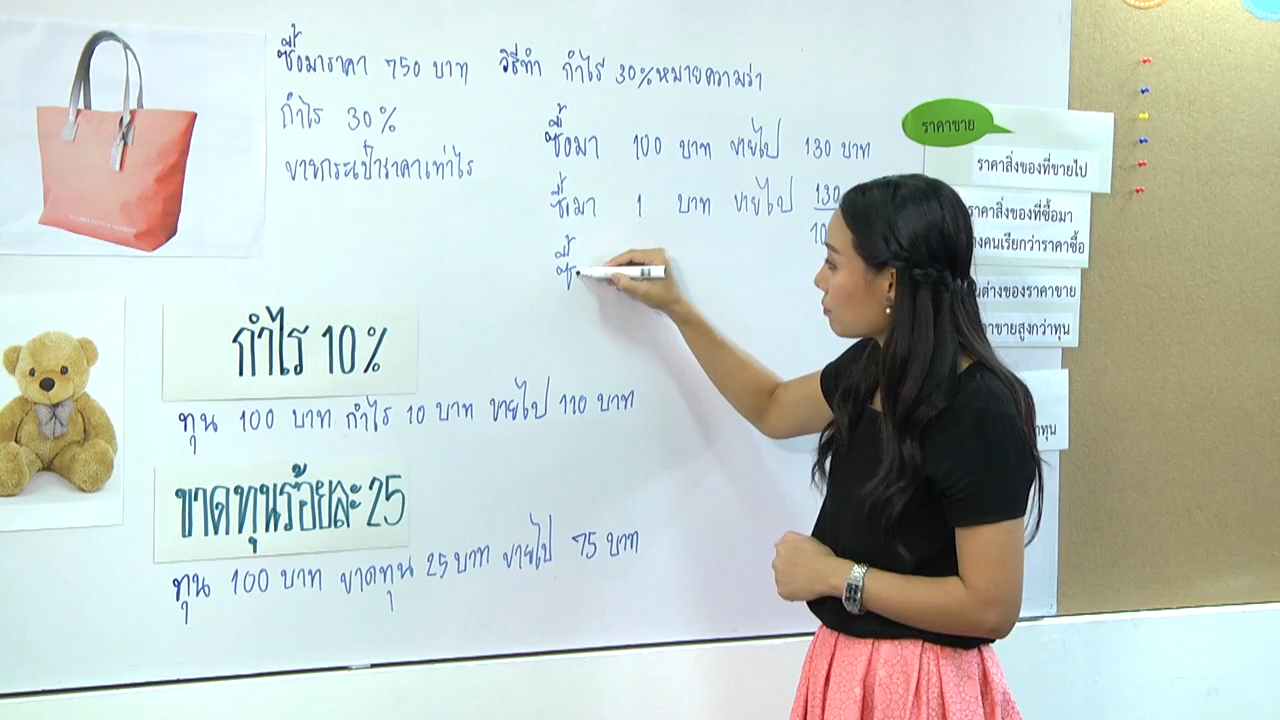 ซื้อมาราคา 750 บาท
กำไร 30%
ขายกระเป๋าราคาเท่าไร
วิธีทำ กำไร 30% หมายความว่า
ซื้อมา 100 บาท ขายไป 130 บาท
ซื้อมา 1 บาท ขายไป 130
10
ซื
กำไร 10%
ทุน 100 บาท กำไร 10 บาท ขายไป 110 บาท
ขาดทุนร้อยละ 25
ทุน 100 บาท ขาดทุน 25 บาท ขายไป 75 บาท
ราคาขาย
ราคาสิ่งของที่ขายไป
ราคาสิ่งของที่ซื้อมา
างคนเรียกว่าราคาซื้อ
นต่างของราคาขาย
าขายสูงกว่าทุน
าทุน